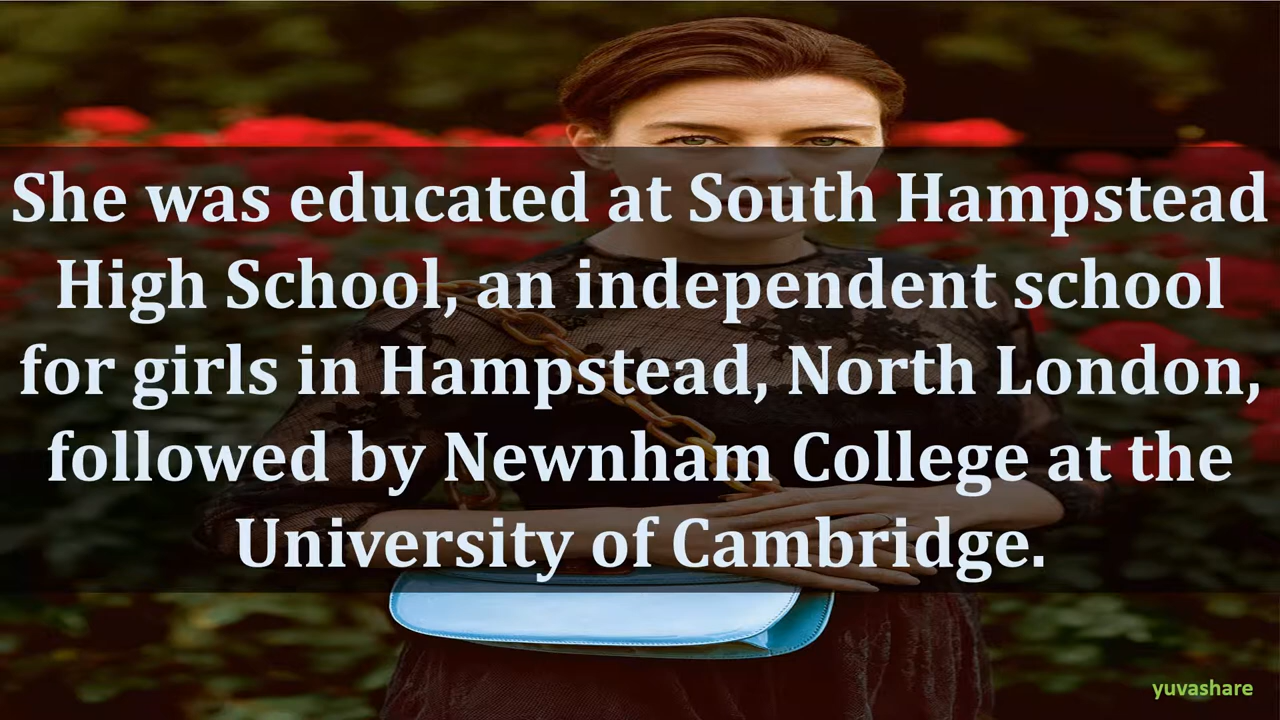 She was educated at South Hampstead
High School, an independent school
for girls in Hampstead, North London,
followed by Newnham College at the
University of Cambridge.
yuvashare